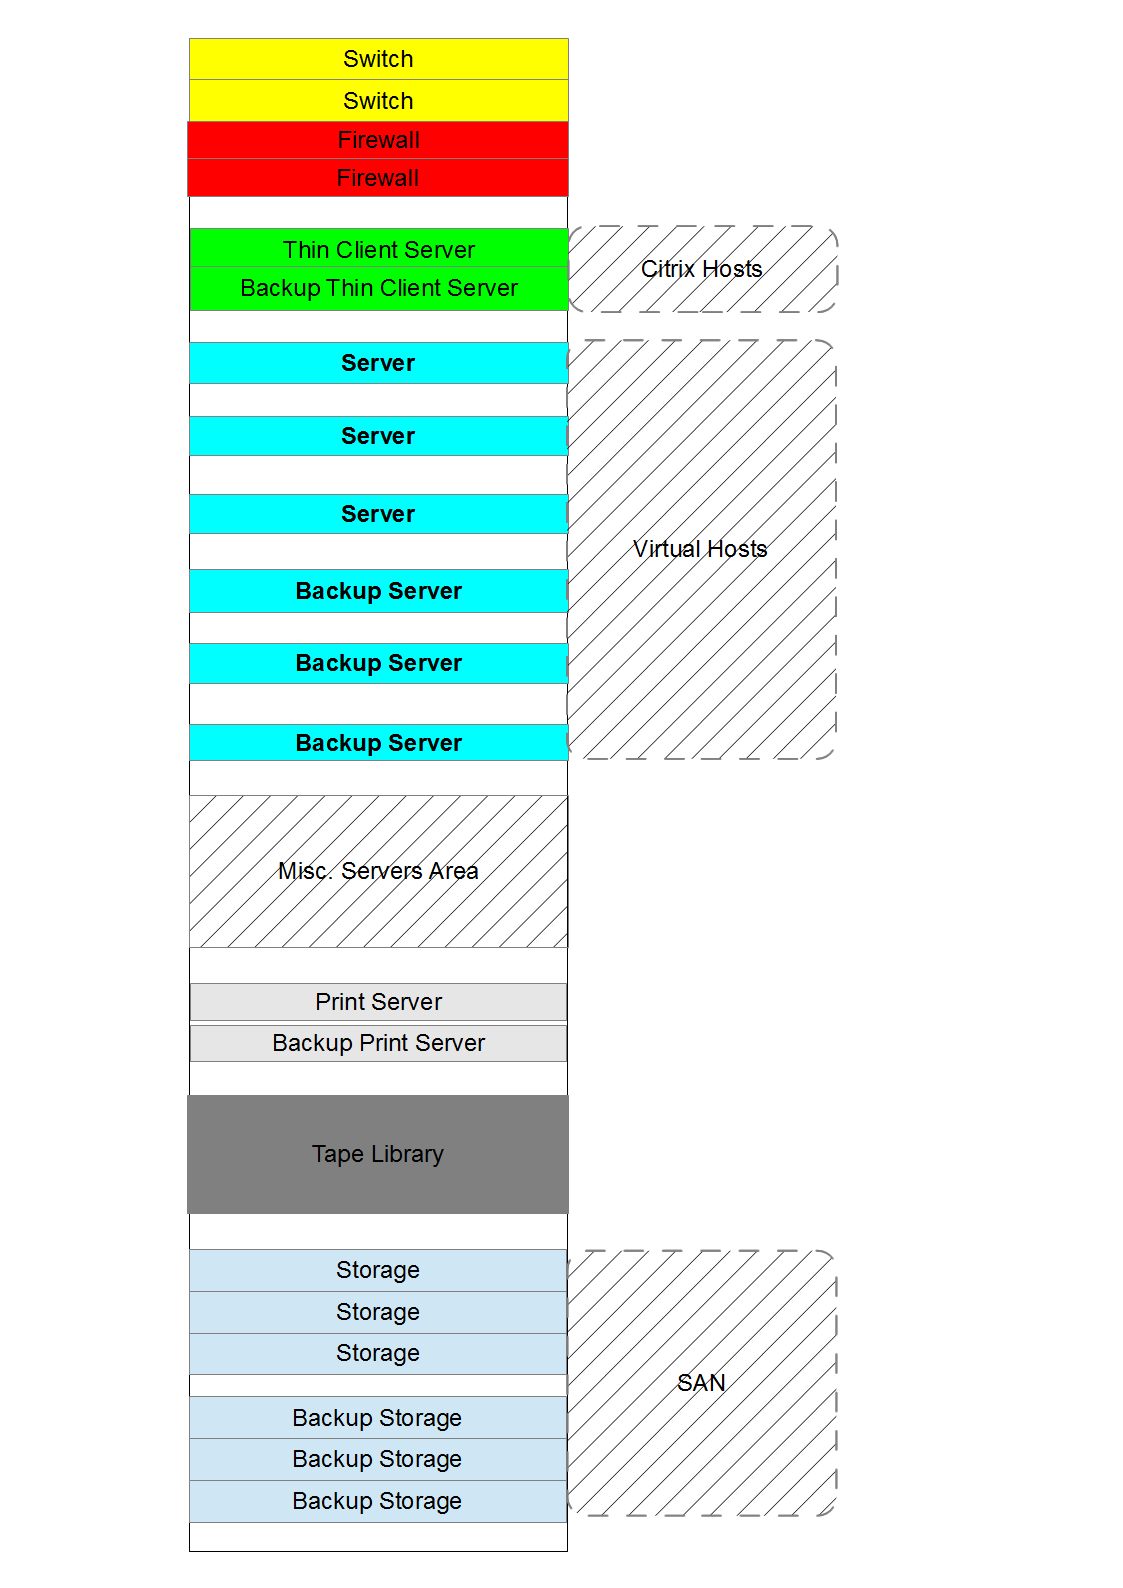 Switch
Switch
Firewall
Firewall
Thin Client Server
Backup Thin Client Server
Citrix Hosts
Server
Server
Server
Backup Server
Backup Server
Backup Server
Virtual Hosts
Misc. Servers Area
Print Server
Backup Print Server
Tape Library
Storage
Storage
Storage
Backup Storage
Backup Storage
Backup Storage
SAN